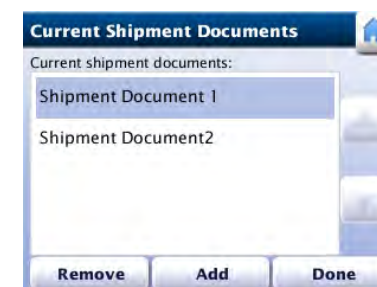 Current Shipment Documents
Current shipment documents:
Shipment Document 1
Shipment Document2
Remove Add Done